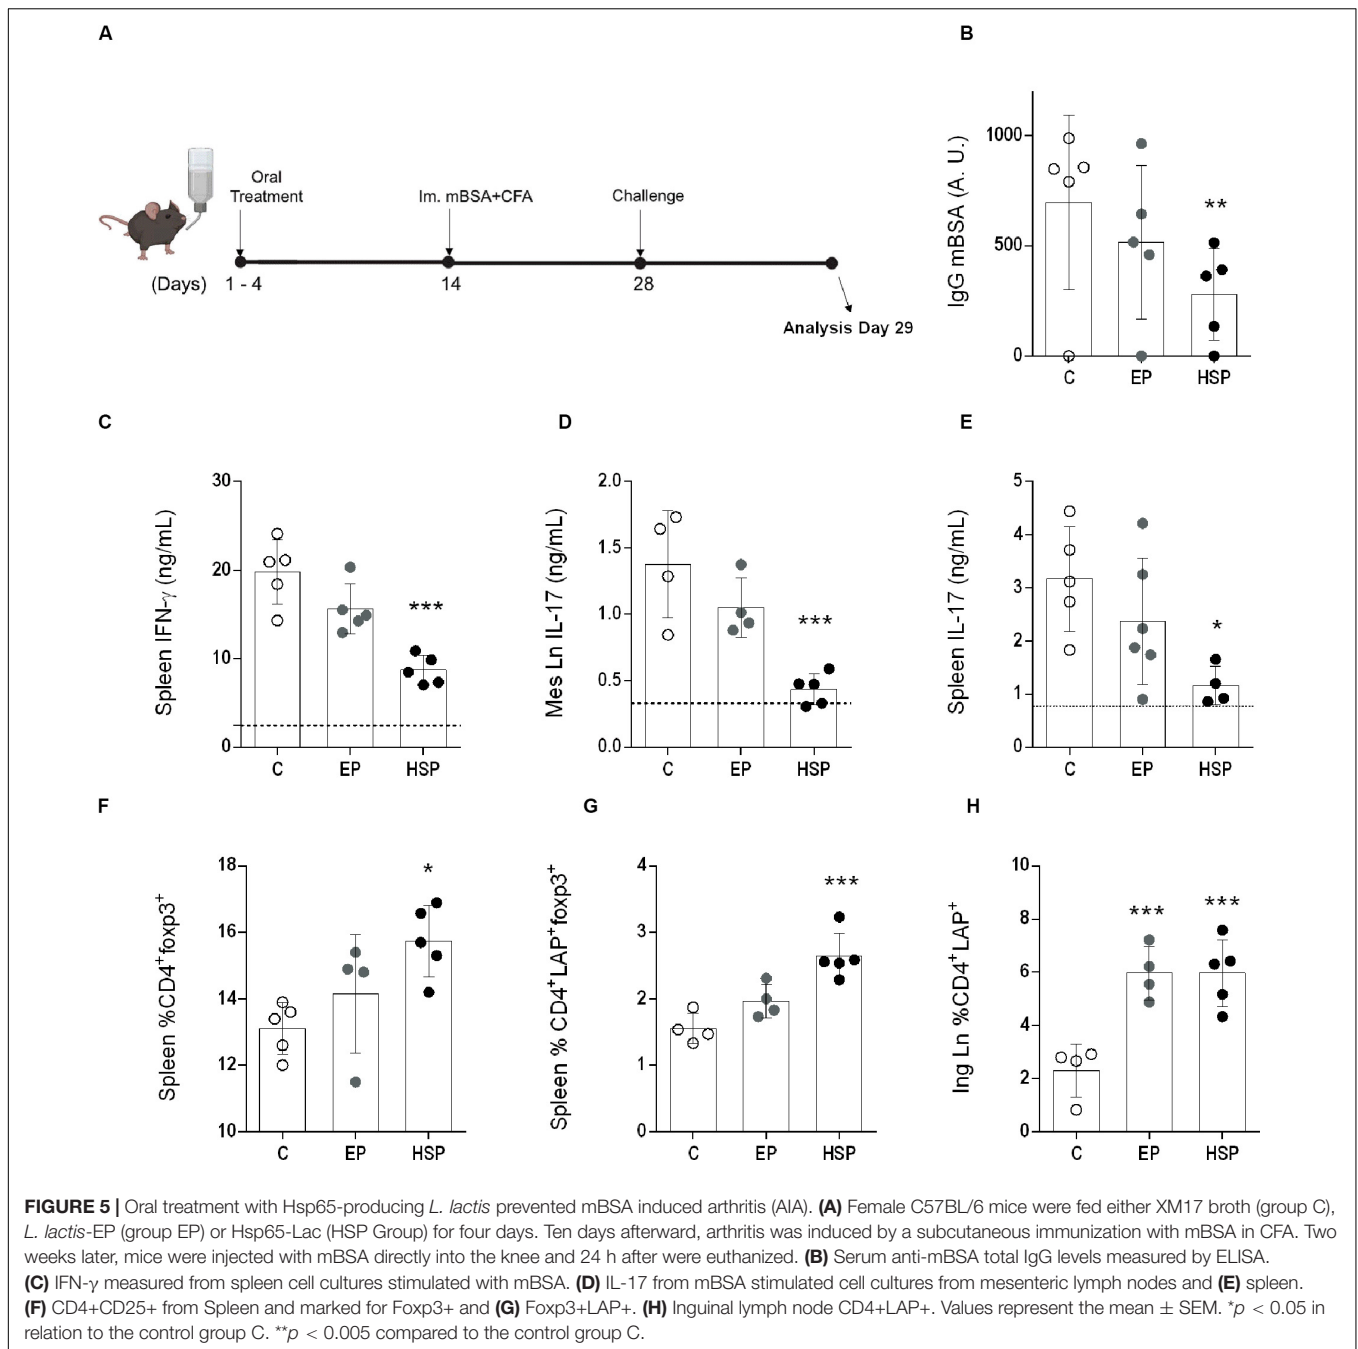 A
Oral
Treatment
Im. mBSA+CFA
Challenge
(Days)
1 - 4
14
28
Analysis Day 29
B
IgG mBSA (A. U.)
1000
500
0
**
C
EP
HSP
C
Spleen IFN-γ (ng/mL)
30
20
10
0
***
C
EP
HSP
D
Mes Ln IL-17 (ng/mL)
2.0
1.5
1.0
0.5
0.0
***
C
EP
HSP
E
Spleen IL-17 (ng/mL)
5
4
3
2
1
0
*
C
EP
HSP
F
Spleen %CD4+foxp3+
18
16
14
12
10
*
C
EP
HSP
G
Spleen % CD4+LAP+foxp3+
4
3
2
1
0
***
C
EP
HSP
H
Ing Ln %CD4+LAP+
10
8
6
4
2
0
***
***
C
EP
HSP
FIGURE 5 | Oral treatment with Hsp65-producing L. lactis prevented mBSA induced arthritis (AIA). (A) Female C57BL/6 mice were fed either XM17 broth (group C),
L. lactis-EP (group EP) or Hsp65-Lac (HSP Group) for four days. Ten days afterward, arthritis was induced by a subcutaneous immunization with mBSA in CFA. Two
weeks later, mice were injected with mBSA directly into the knee and 24 h after were euthanized. (B) Serum anti-mBSA total IgG levels measured by ELISA.
(C) IFN-γ measured from spleen cell cultures stimulated with mBSA. (D) IL-17 from mBSA stimulated cell cultures from mesenteric lymph nodes and (E) spleen.
(F) CD4+CD25+ from Spleen and marked for Foxp3+ and (G) Foxp3+LAP+. (H) Inguinal lymph node CD4+LAP+. Values represent the mean ± SEM. *p < 0.05 in
relation to the control group C. **p < 0.005 compared to the control group C.